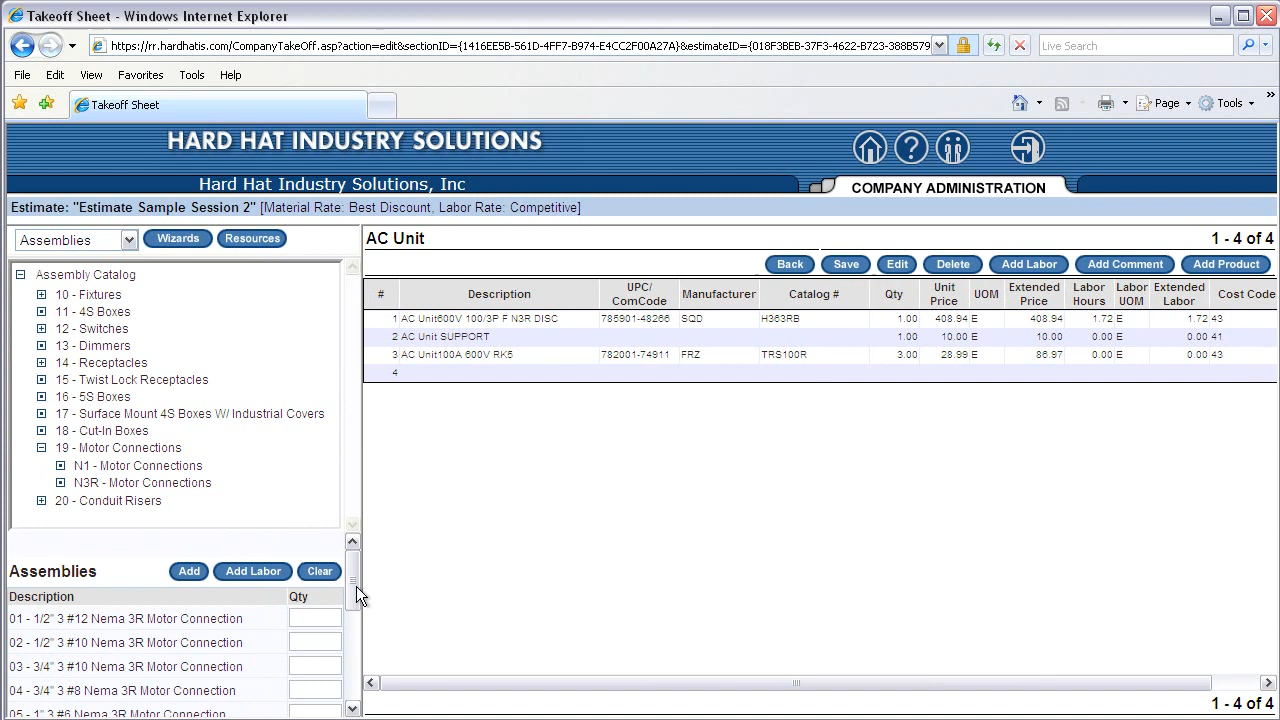 Takeoff Sheet - Windows Internet Explorer
https://rr.hardhatis.com/CompanyTakeOff.asp?action=edit&sectionID={1416EE5B-561D-4FF7-B974-E4CC2F00A27A}&estimateID={018F3BEB-37F3-4622-B723-388B579
Live Search
File Edit View Favorites Tools Help
Takeoff Sheet
Page Tools »
HARD HAT INDUSTRY SOLUTIONS
Hard Hat Industry Solutions, Inc
COMPANY ADMINISTRATION
Estimate: "Estimate Sample Session 2" [Material Rate: Best Discount, Labor Rate: Competitive]
Assemblies Wizards Resources
Assembly Catalog
10 - Fixtures
11 - 4S Boxes
12 - Switches
13 - Dimmers
14 - Receptacles
15 - Twist Lock Receptacles
16 - 5S Boxes
17 - Surface Mount 4S Boxes W/ Industrial Covers
18 - Cut-In Boxes
19 - Motor Connections
N1 - Motor Connections
N3R - Motor Connections
20 - Conduit Risers
Assemblies Add Add Labor Clear
Description Qty
01 - 1/2" 3 #12 Nema 3R Motor Connection
02 - 1/2" 3 #10 Nema 3R Motor Connection
03 - 3/4" 3 #10 Nema 3R Motor Connection
04 - 3/4" 3 #8 Nema 3R Motor Connection
05 - 1" 3 #6 Nema 3R Motor Connection
AC Unit 1 - 4 of 4
Back Save Edit Delete Add Labor Add Comment Add Product
# Description UPC/ ComCode Manufacturer Catalog # Qty Unit Price UOM Extended Price Labor Hours Labor UOM Extended Labor Cost Code
1 AC Unit600V 100/3P F N3R DISC 785901-48266 SQD H363RB 1.00 408.94 E 408.94 1.72 E 1.72 43
2 AC Unit SUPPORT 1.00 10.00 E 10.00 0.00 E 0.00 41
3 AC Unit100A 600V RK5 782001-74911 FRZ TRS100R 3.00 28.99 E 86.97 0.00 E 0.00 43
4
1 - 4 of 4